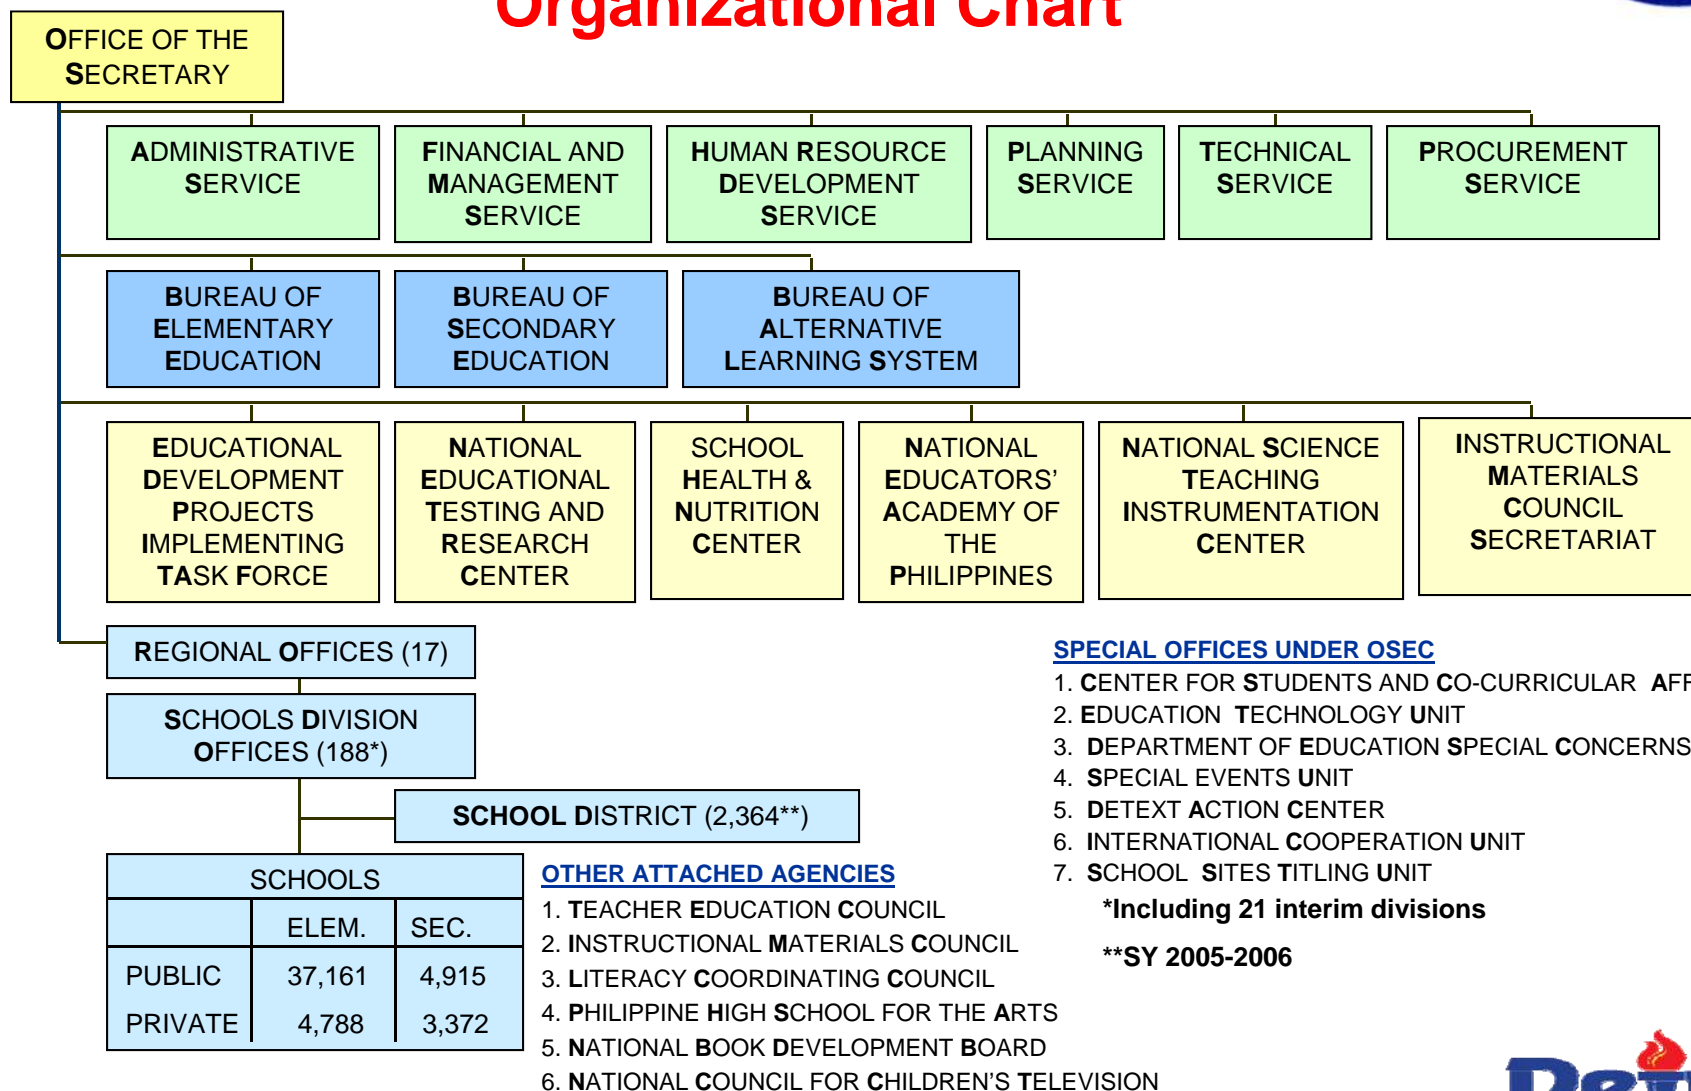 Organizational Chart
OFFICE OF THE
SECRETARY
ADMINISTRATIVE
SERVICE
FINANCIAL AND
MANAGEMENT
SERVICE
HUMAN RESOURCE
DEVELOPMENT
SERVICE
PLANNING
SERVICE
TECHNICAL
SERVICE
PROCUREMENT
SERVICE
BUREAU OF
ELEMENTARY
EDUCATION
BUREAU OF
SECONDARY
EDUCATION
BUREAU OF
ALTERNATIVE
LEARNING SYSTEM
EDUCATIONAL
DEVELOPMENT
PROJECTS
IMPLEMENTING
TASK FORCE
NATIONAL
EDUCATIONAL
TESTING AND
RESEARCH
CENTER
SCHOOL
HEALTH &
NUTRITION
CENTER
NATIONAL
EDUCATORS’
ACADEMY OF
THE
PHILIPPINES
NATIONAL SCIENCE
TEACHING
INSTRUMENTATION
CENTER
INSTRUCTIONAL
MATERIALS
COUNCIL
SECRETARIAT
REGIONAL OFFICES (17)
SCHOOLS DIVISION
OFFICES (188*)
SCHOOL DISTRICT (2,364**)
SCHOOLS
ELEM. SEC.
PUBLIC 37,161 4,915
PRIVATE 4,788 3,372
OTHER ATTACHED AGENCIES
1. TEACHER EDUCATION COUNCIL
2. INSTRUCTIONAL MATERIALS COUNCIL
3. LITERACY COORDINATING COUNCIL
4. PHILIPPINE HIGH SCHOOL FOR THE ARTS
5. NATIONAL BOOK DEVELOPMENT BOARD
6. NATIONAL COUNCIL FOR CHILDREN'S TELEVISION
SPECIAL OFFICES UNDER OSEC
1. CENTER FOR STUDENTS AND CO-CURRICULAR
2. EDUCATION TECHNOLOGY UNIT
3. DEPARTMENT OF EDUCATION SPECIAL CONCERNS
4. SPECIAL EVENTS UNIT
5. DETEXT ACTION CENTER
6. INTERNATIONAL COOPERATION UNIT
7. SCHOOL SITES TITLING UNIT
*Including 21 interim divisions
**SY 2005-2006